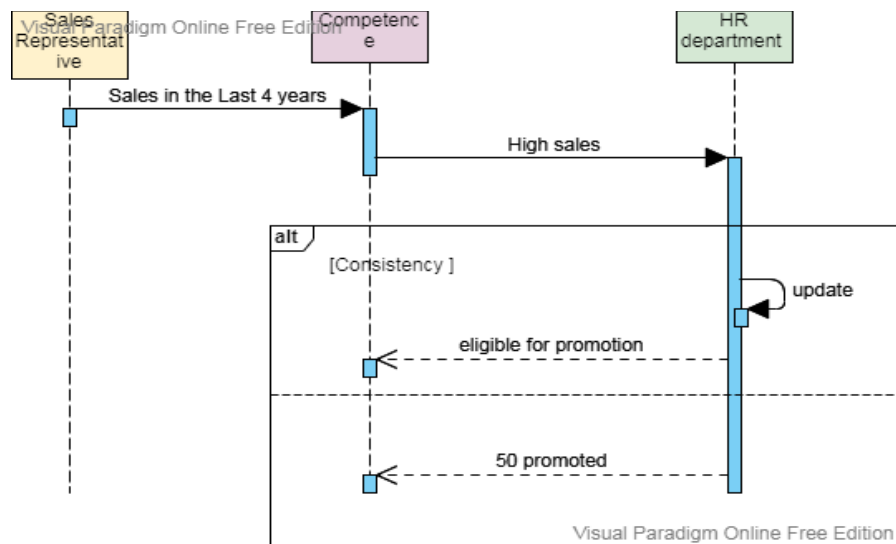 Sales
Representat
ive
Visual Paradigm Online Free Edition
Competenc
e
HR
department
Sales in the Last 4 years
High sales
alt
[Consistency ]
update
eligible for promotion
50 promoted
Visual Paradigm Online Free Edition